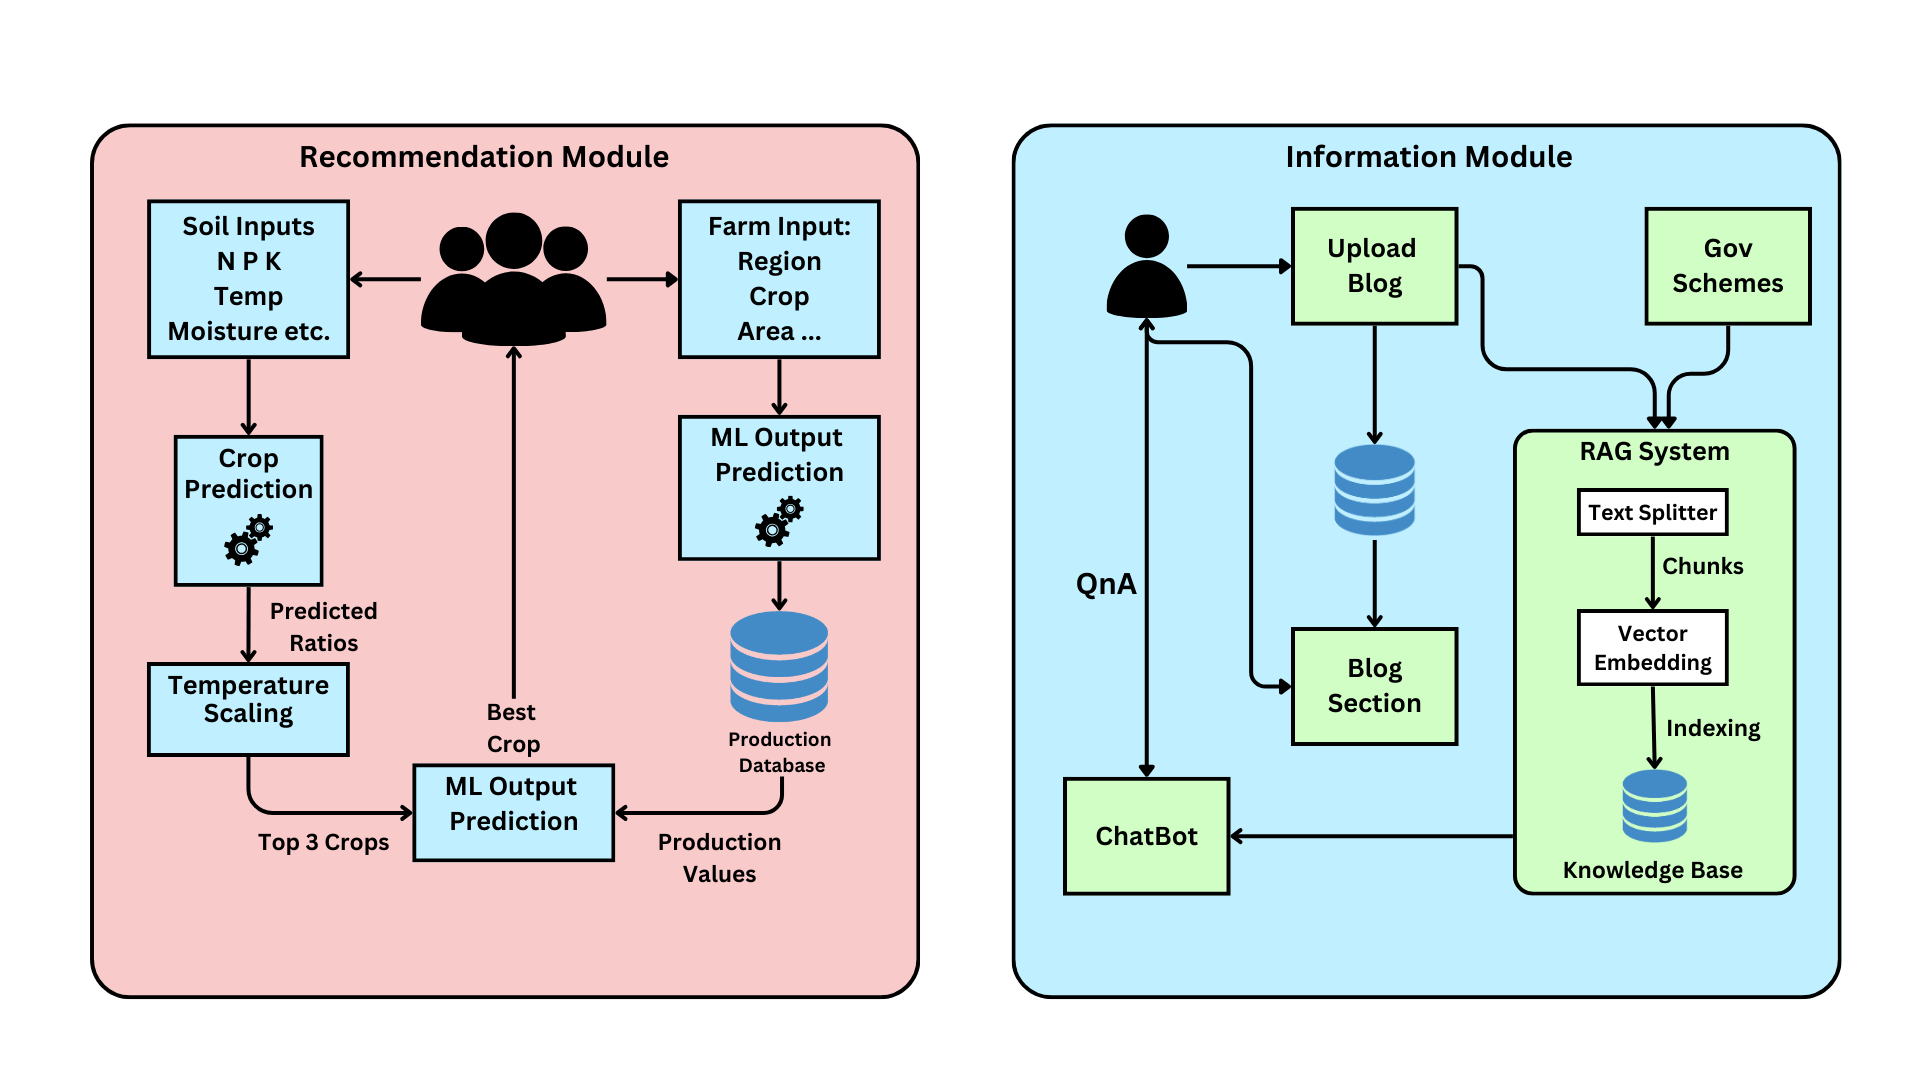 Recommendation Module
Soil Inputs
N P K
Temp
Moisture etc.
Farm Input:
Region
Crop
Area ...
Crop
Prediction
ML Output
Prediction
Predicted
Ratios
Temperature
Scaling
Best
Crop
Production
Database
ML Output
Prediction
Top 3 Crops
Production
Values
Information Module
Upload
Blog
Gov
Schemes
RAG System
Text Splitter
Chunks
Vector
Embedding
Indexing
Knowledge Base
QnA
Blog
Section
ChatBot